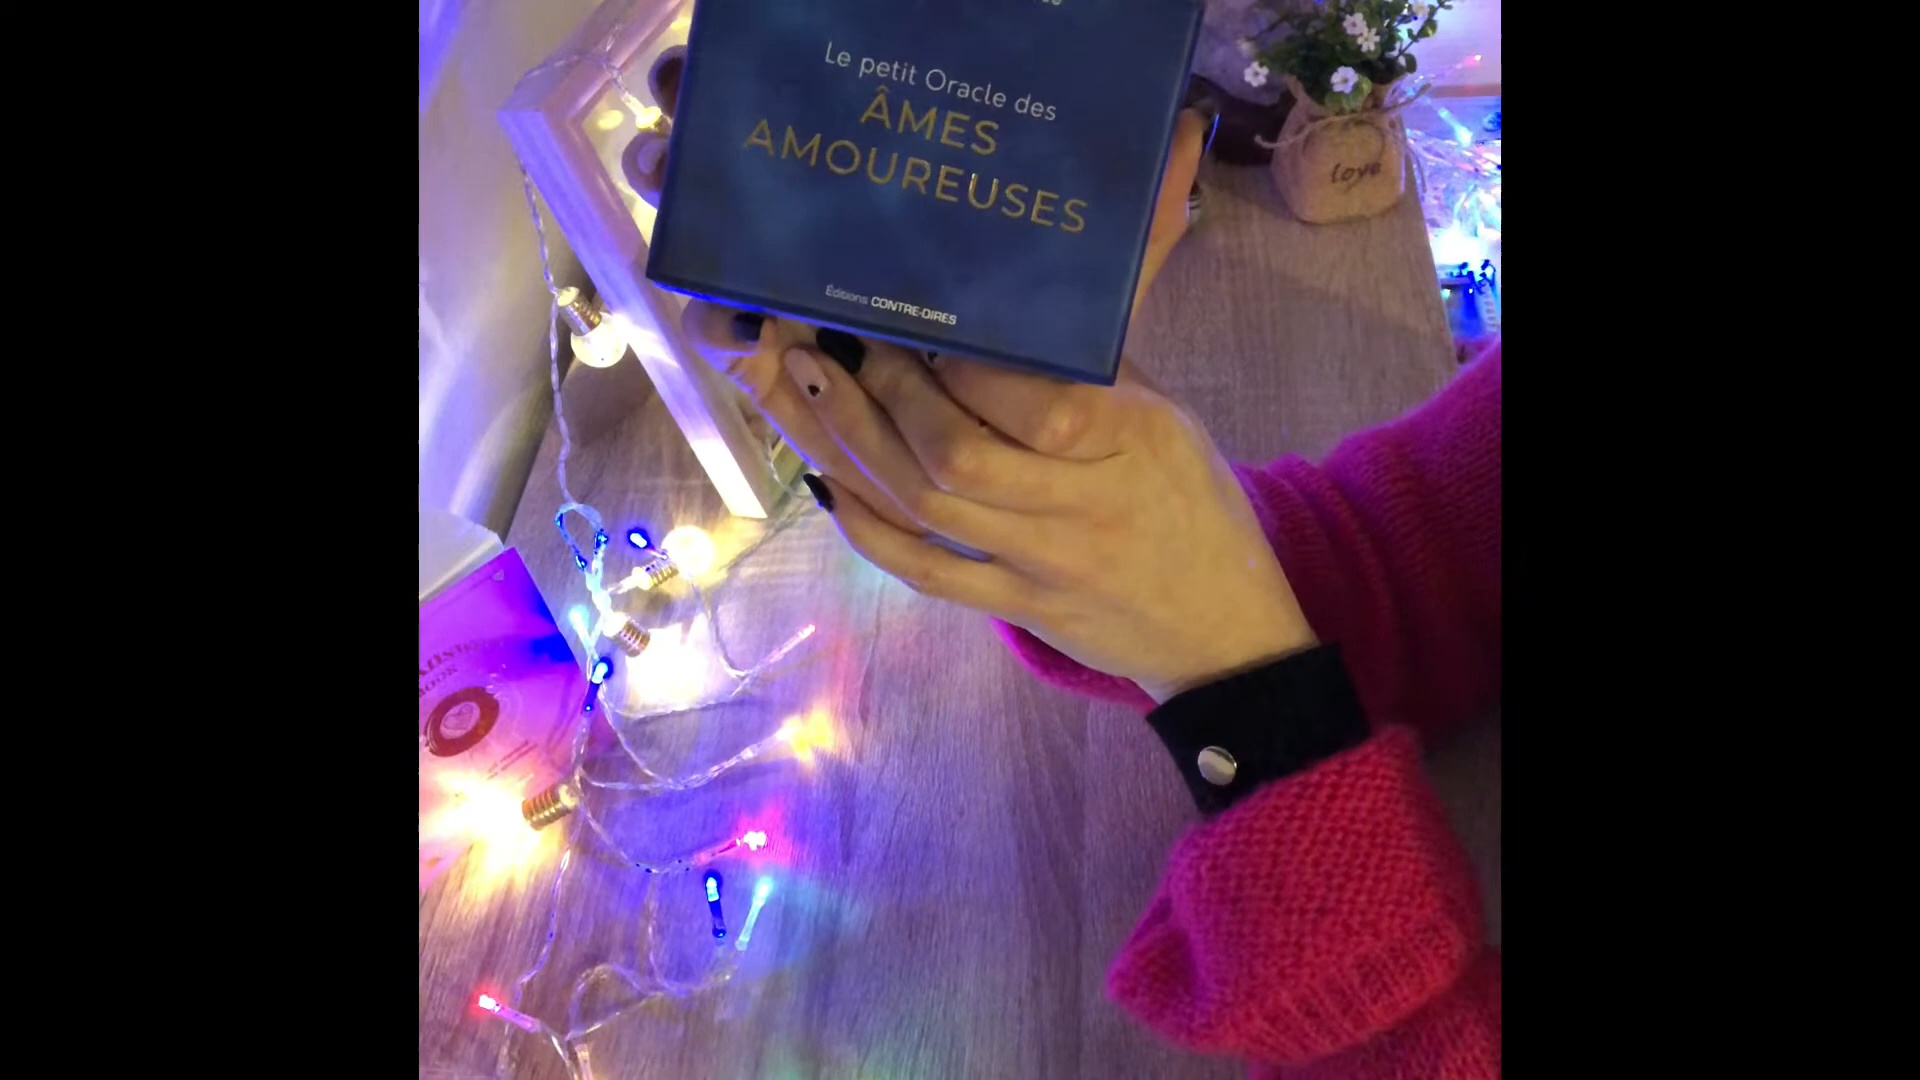 Le petit Oracle des
ÂMES
AMOUREUSES
Éditions CONTRE-DIRES
love